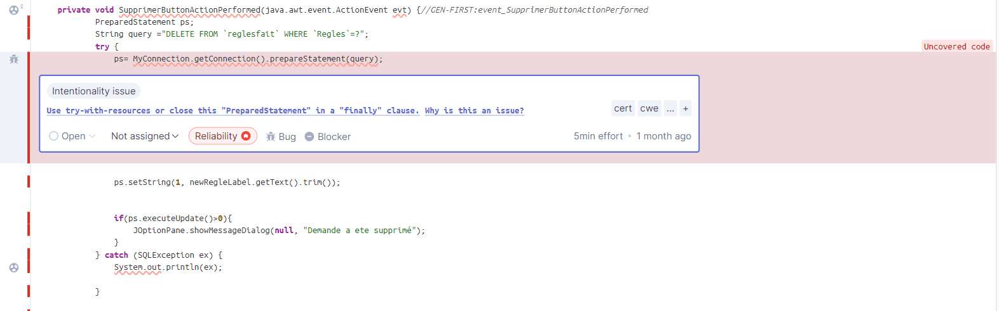 2
private void SupprimerButtonActionPerformed(java.awt.event.ActionEvent evt) {//GEN-FIRST:event_SupprimerButtonActionPerformed
PreparedStatement ps;
String query ="DELETE FROM `reglesfait` WHERE `Regles`=?";
try {
Uncovered code
ps= MyConnection.getConnection().prepareStatement(query);
Intentionality issue
Use try-with-resources or close this "PreparedStatement" in a "finally" clause. Why is this an issue?
cert cwe ... +
Open Not assigned Reliability Bug Blocker
5min effort • 1 month ago
ps.setString(1, newRegleLabel.getText().trim());
if(ps.executeUpdate()>0){
JOptionPane.showMessageDialog(null, "Demande a ete supprimé");
}
} catch (SQLException ex) {
System.out.println(ex);
}